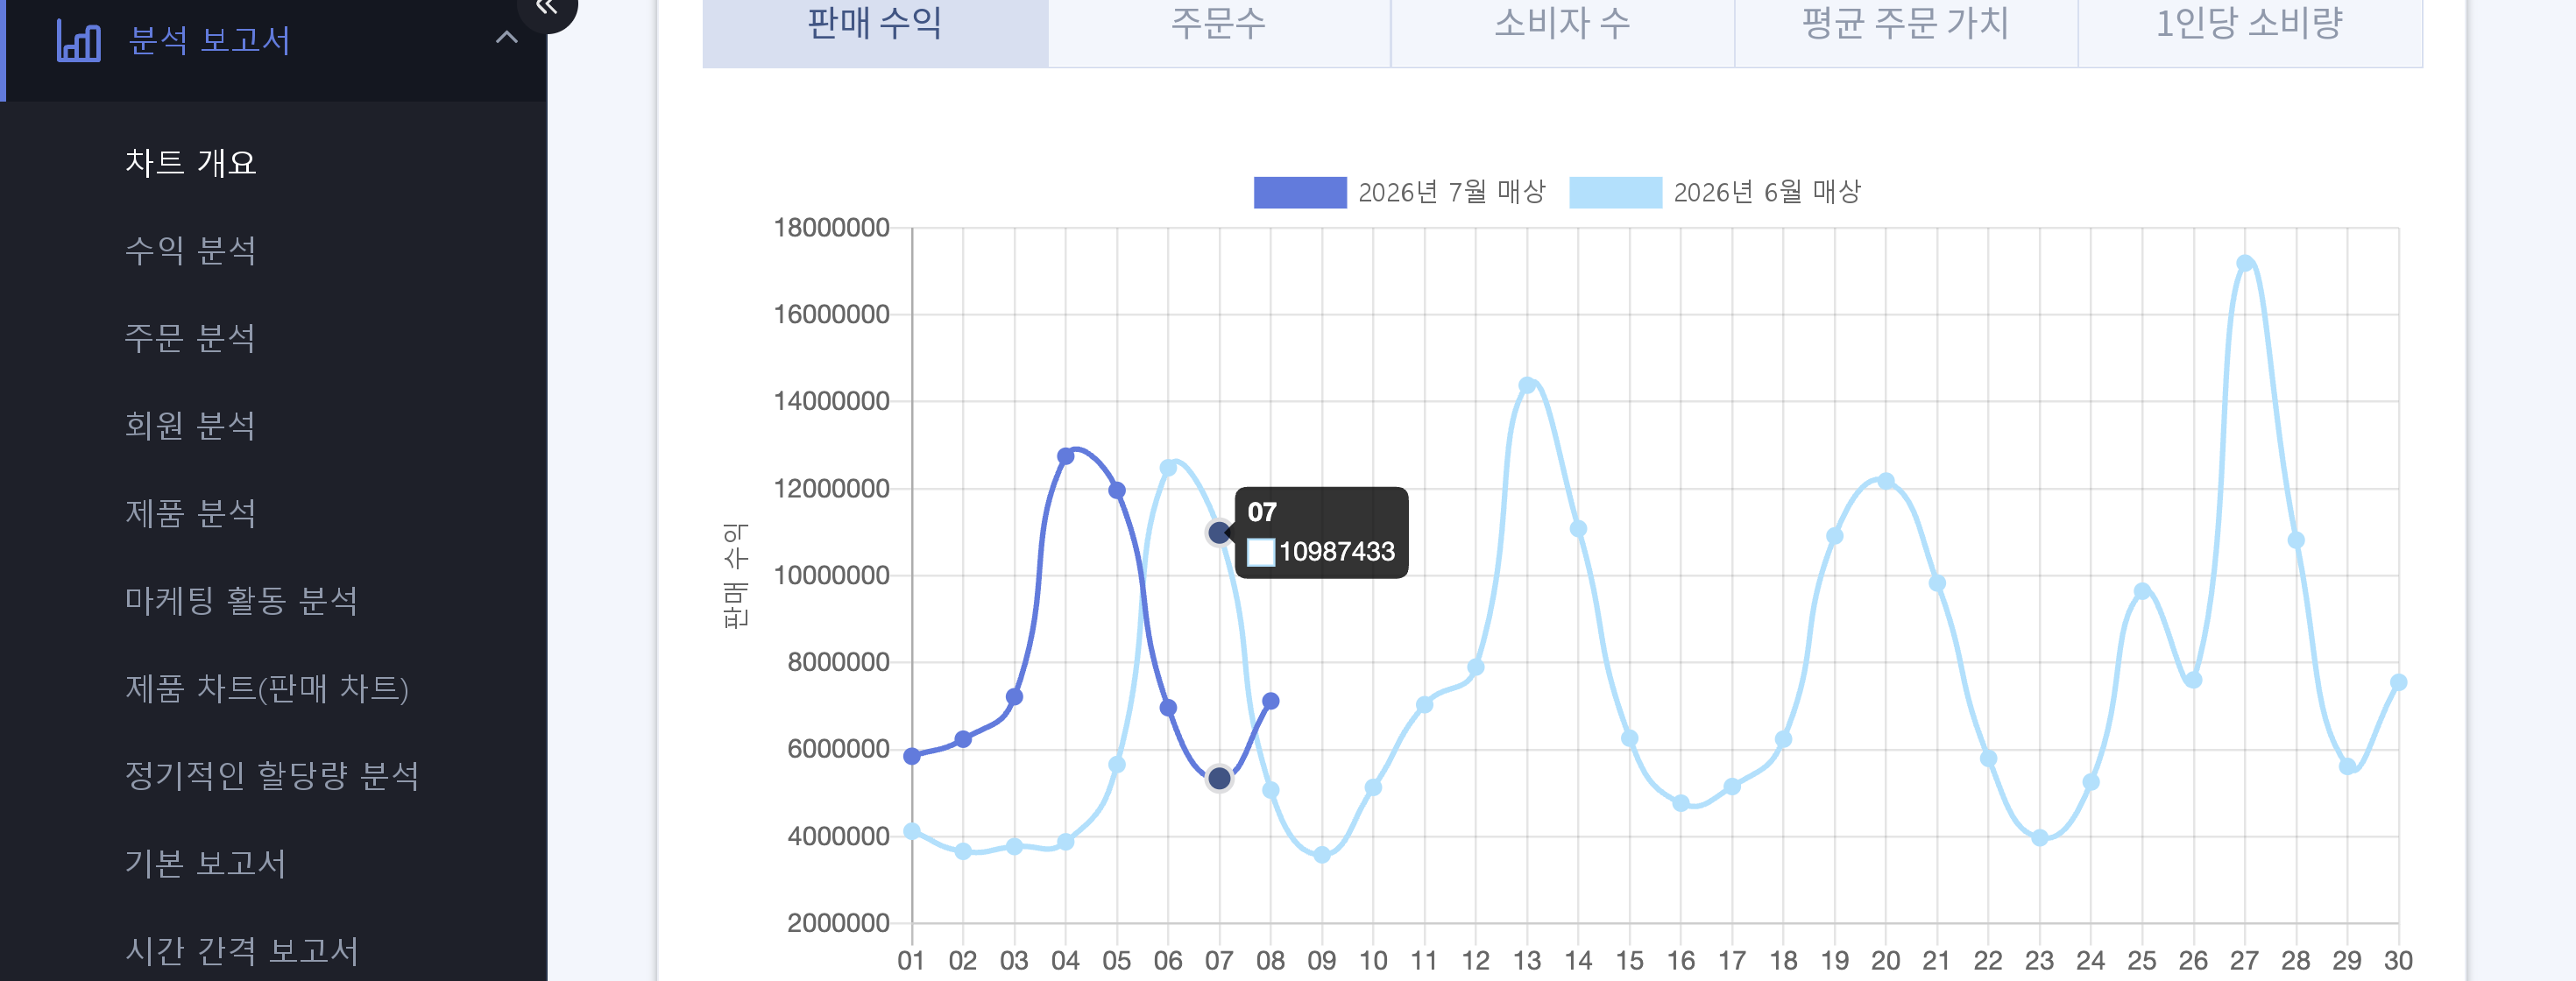 분석 보고서
차트 개요
수익 분석
주문 분석
회원 분석
제품 분석
마케팅 활동 분석
제품 차트(판매 차트)
정기적인 할당량 분석
기본 보고서
시간 간격 보고서
판매 수익 주문수 소비자 수 평균 주문 가치 1인당 소비량
2026년 7월 매상 2026년 6월 매상
판매 수익
18000000
16000000
14000000
12000000
10000000
8000000
6000000
4000000
2000000
07
10987433
01 02 03 04 05 06 07 08 09 10 11 12 13 14 15 16 17 18 19 20 21 22 23 24 25 26 27 28 29 30